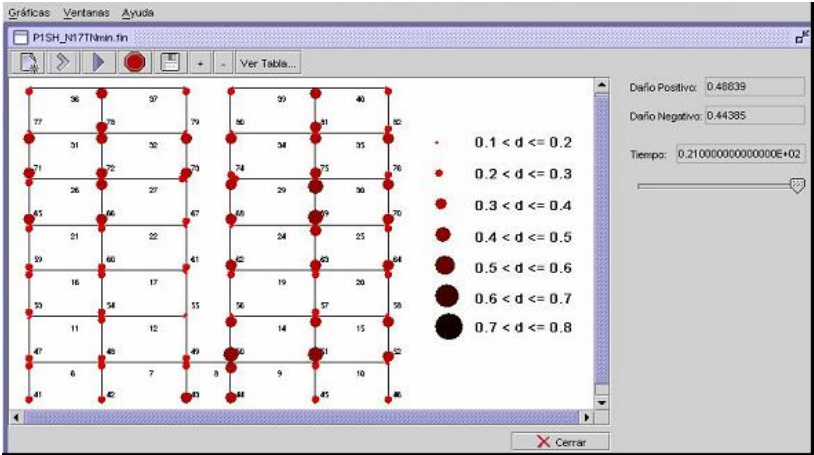 Gráficas Ventanas Ayuda
P1SH_N17TNmin.fin
+ - Ver Tabla...
36 37 39 40
77 78 79 80 81 82
31 32 34 35
71 72 73 74 75 76
26 27 29 30
65 66 67 68 69 70
21 22 24 25
59 60 61 62 63 64
16 17 19 20
53 54 55 56 57 58
11 12 14 15
47 48 49 50 51 52
6 7 8 9 10
41 42 43 44 45 46
0.1 < d <= 0.2
0.2 < d <= 0.3
0.3 < d <= 0.4
0.4 < d <= 0.5
0.5 < d <= 0.6
0.6 < d <= 0.7
0.7 < d <= 0.8
Daño Positivo: 0.48839
Daño Negativo: 0.44385
Tiempo: 0.210000000000000E+02
Cerrar